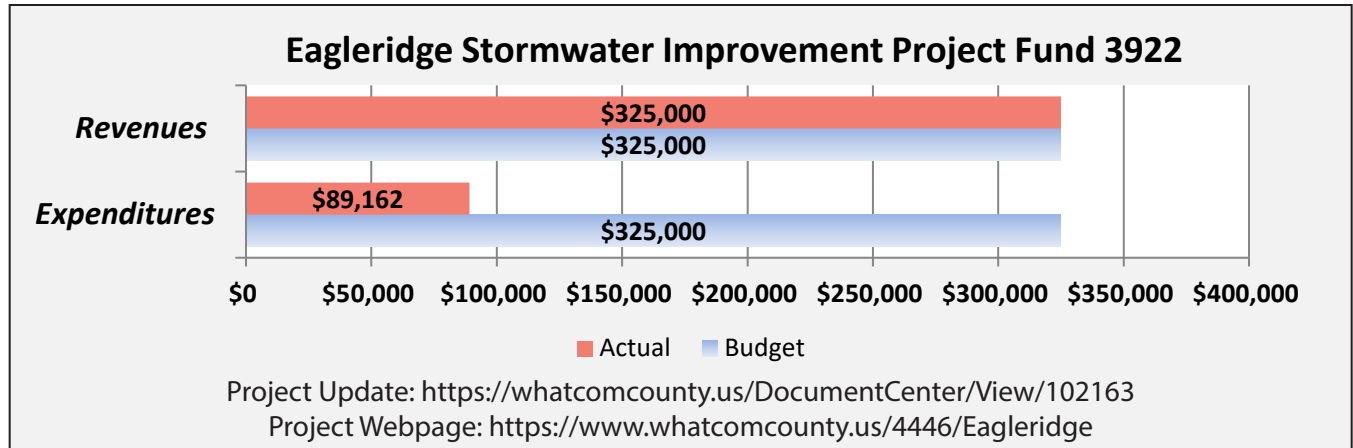 Eagleridge Stormwater Improvement Project Fund 3922
Revenues
$325,000
$325,000
Expenditures
$89,162
$325,000
$0 $50,000 $100,000 $150,000 $200,000 $250,000 $300,000 $350,000 $400,000
Actual Budget
Project Update: https://whatcomcounty.us/DocumentCenter/View/102163
Project Webpage: https://www.whatcomcounty.us/4446/Eagleridge